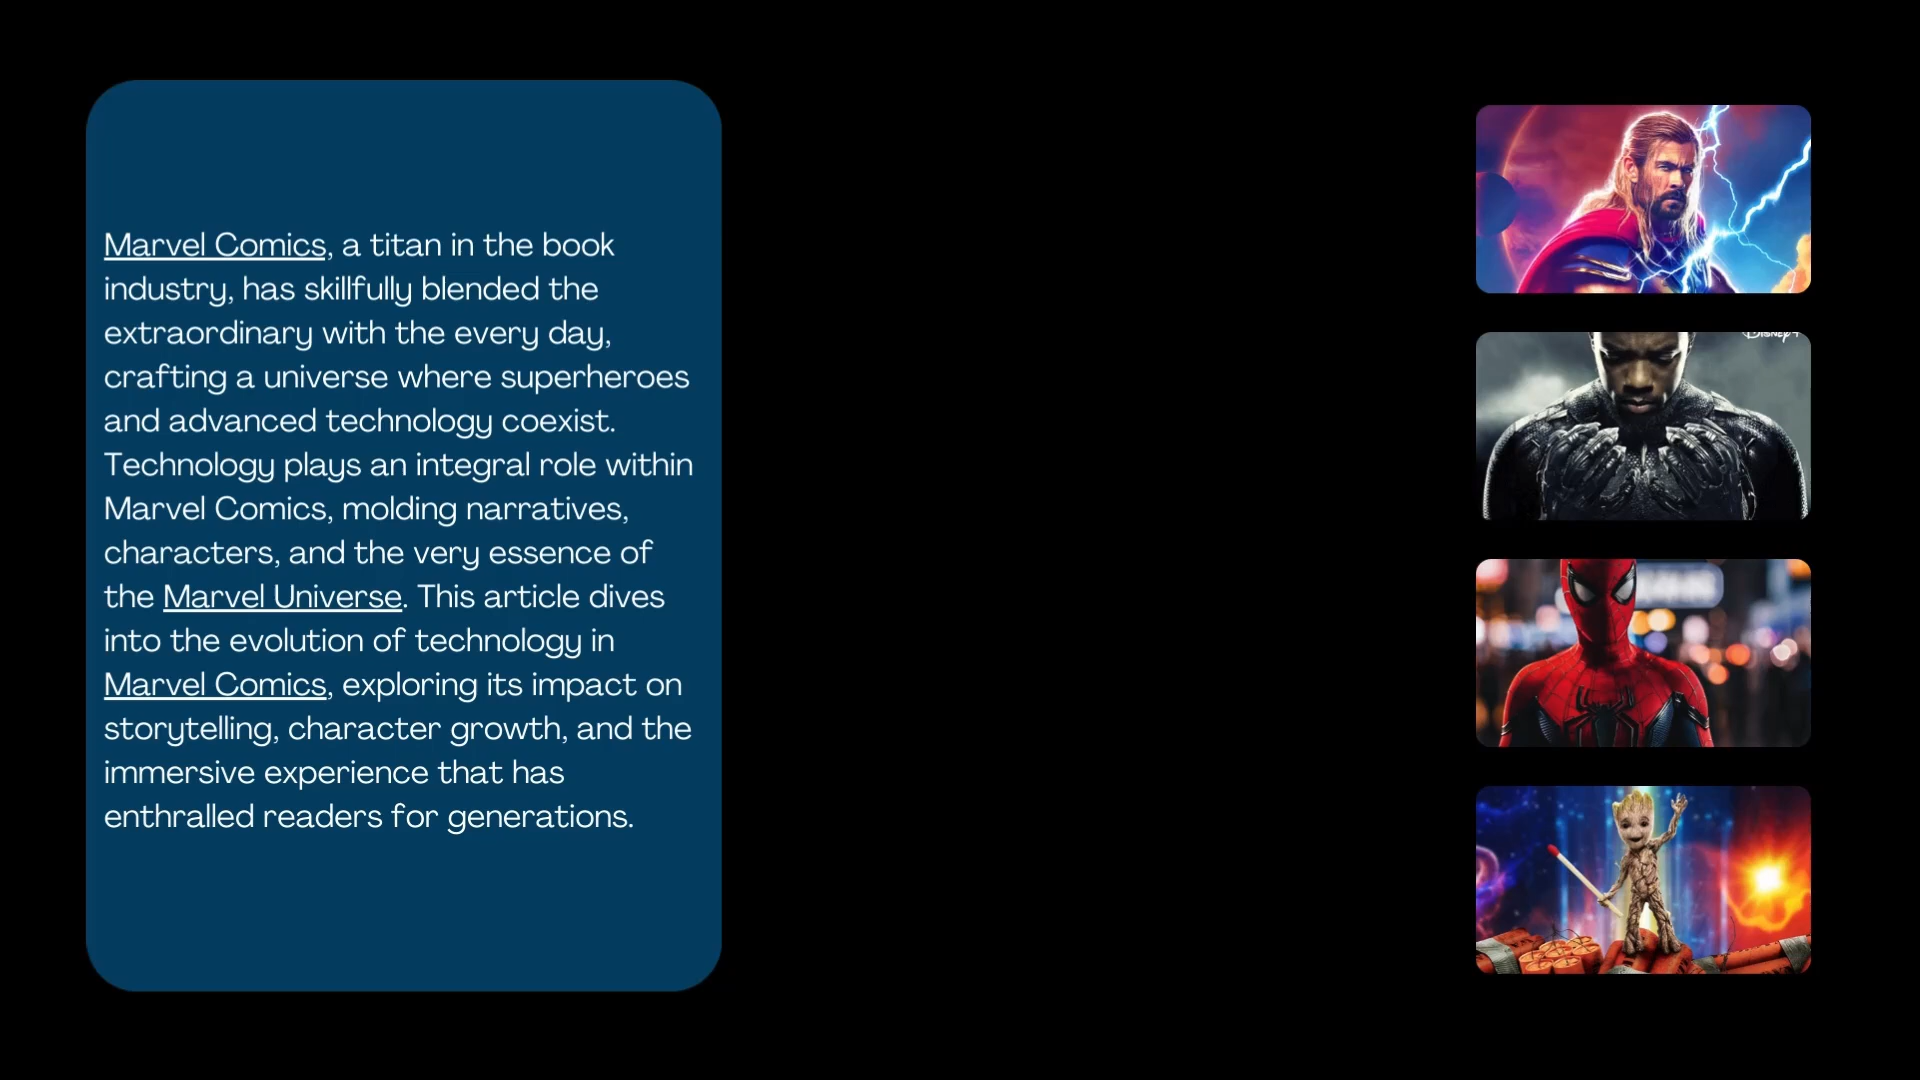 Marvel Comics, a titan in the book
industry, has skillfully blended the
extraordinary with the every day,
crafting a universe where superheroes
and advanced technology coexist.
Technology plays an integral role within
Marvel Comics, molding narratives,
characters, and the very essence of
the Marvel Universe. This article dives
into the evolution of technology in
Marvel Comics, exploring its impact on
storytelling, character growth, and the
immersive experience that has
enthralled readers for generations.
DISNEY+